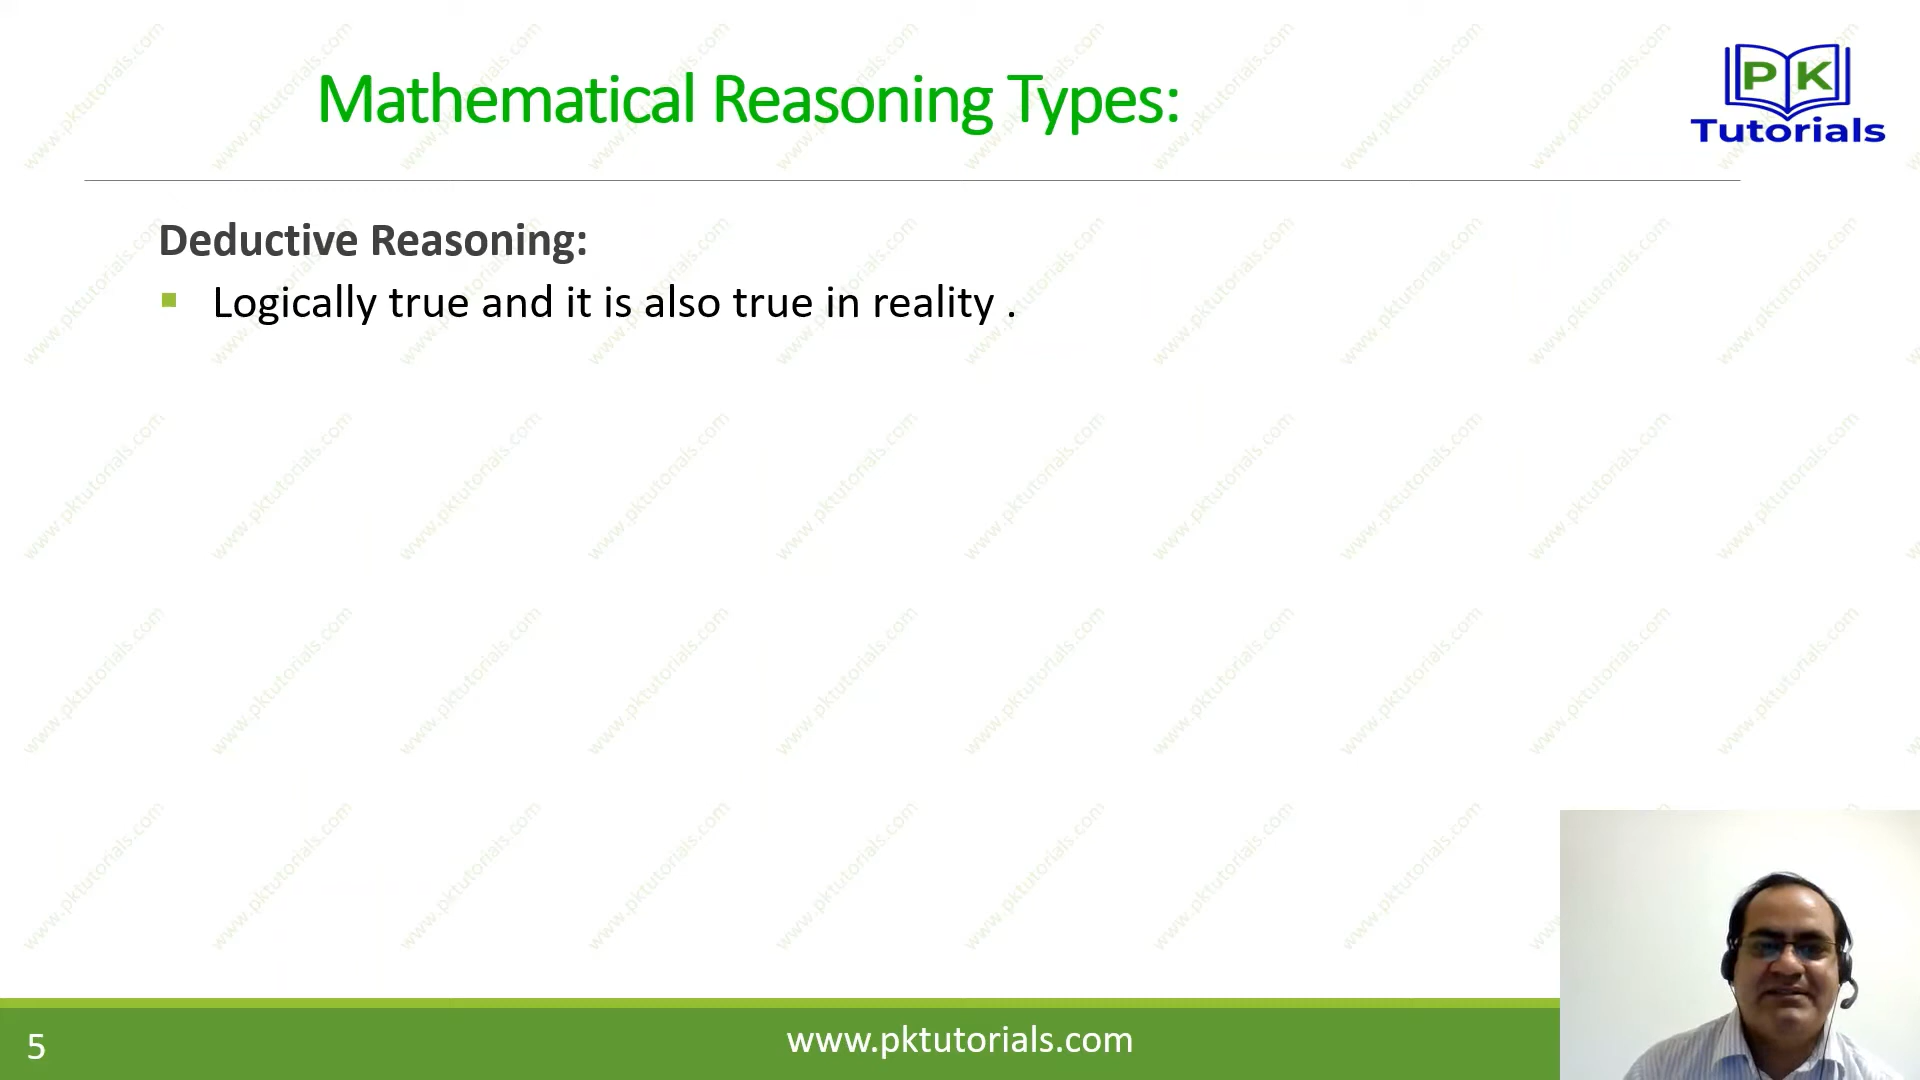 Mathematical Reasoning Types:
PK
Tutorials
Deductive Reasoning:
▪ Logically true and it is also true in reality .
5
www.pktutorials.com